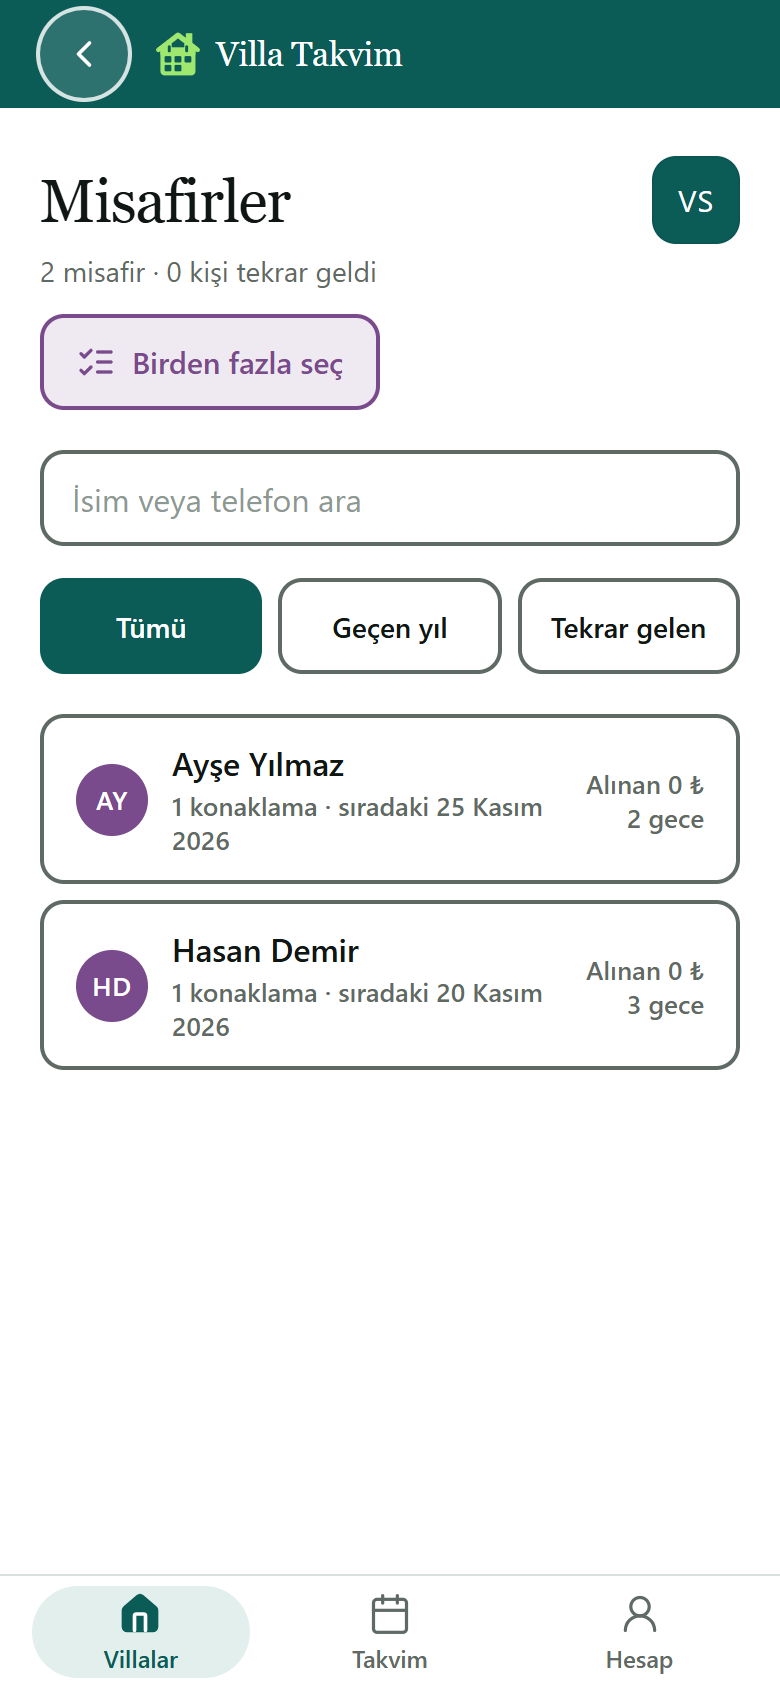 Villa Takvim
Misafirler
VS
2 misafir · 0 kişi tekrar geldi
Birden fazla seç
İsim veya telefon ara
Tümü
Geçen yıl
Tekrar gelen
AY
Ayşe Yılmaz
1 konaklama · sıradaki 25 Kasım
2026
Alınan 0 ₺
2 gece
HD
Hasan Demir
1 konaklama · sıradaki 20 Kasım
2026
Alınan 0 ₺
3 gece
Villalar
Takvim
Hesap